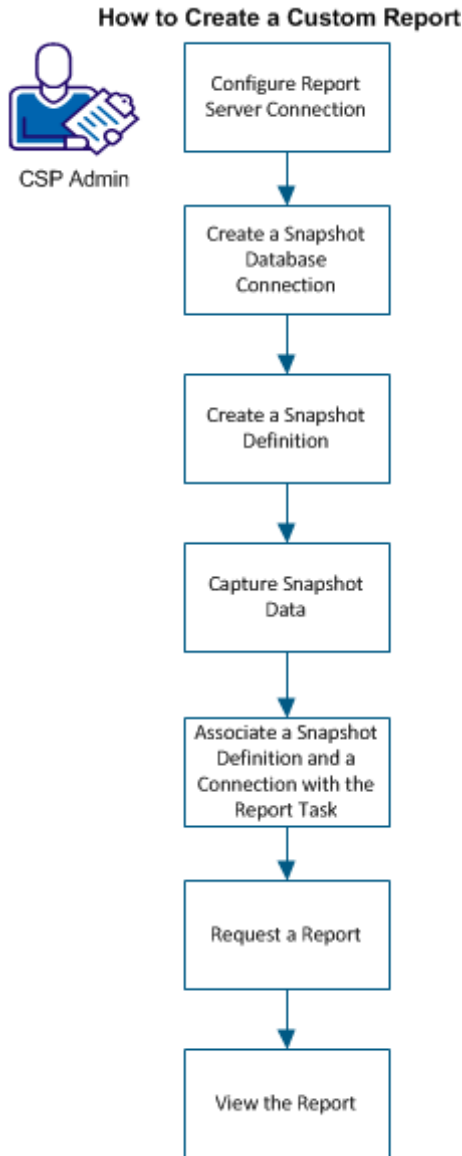 How to Create a Custom Report
CSP Admin
Configure Report
Server Connection
Create a Snapshot
Database
Connection
Create a Snapshot
Definition
Capture Snapshot
Data
Associate a Snapshot
Definition and a
Connection with the
Report Task
Request a Report
View the Report